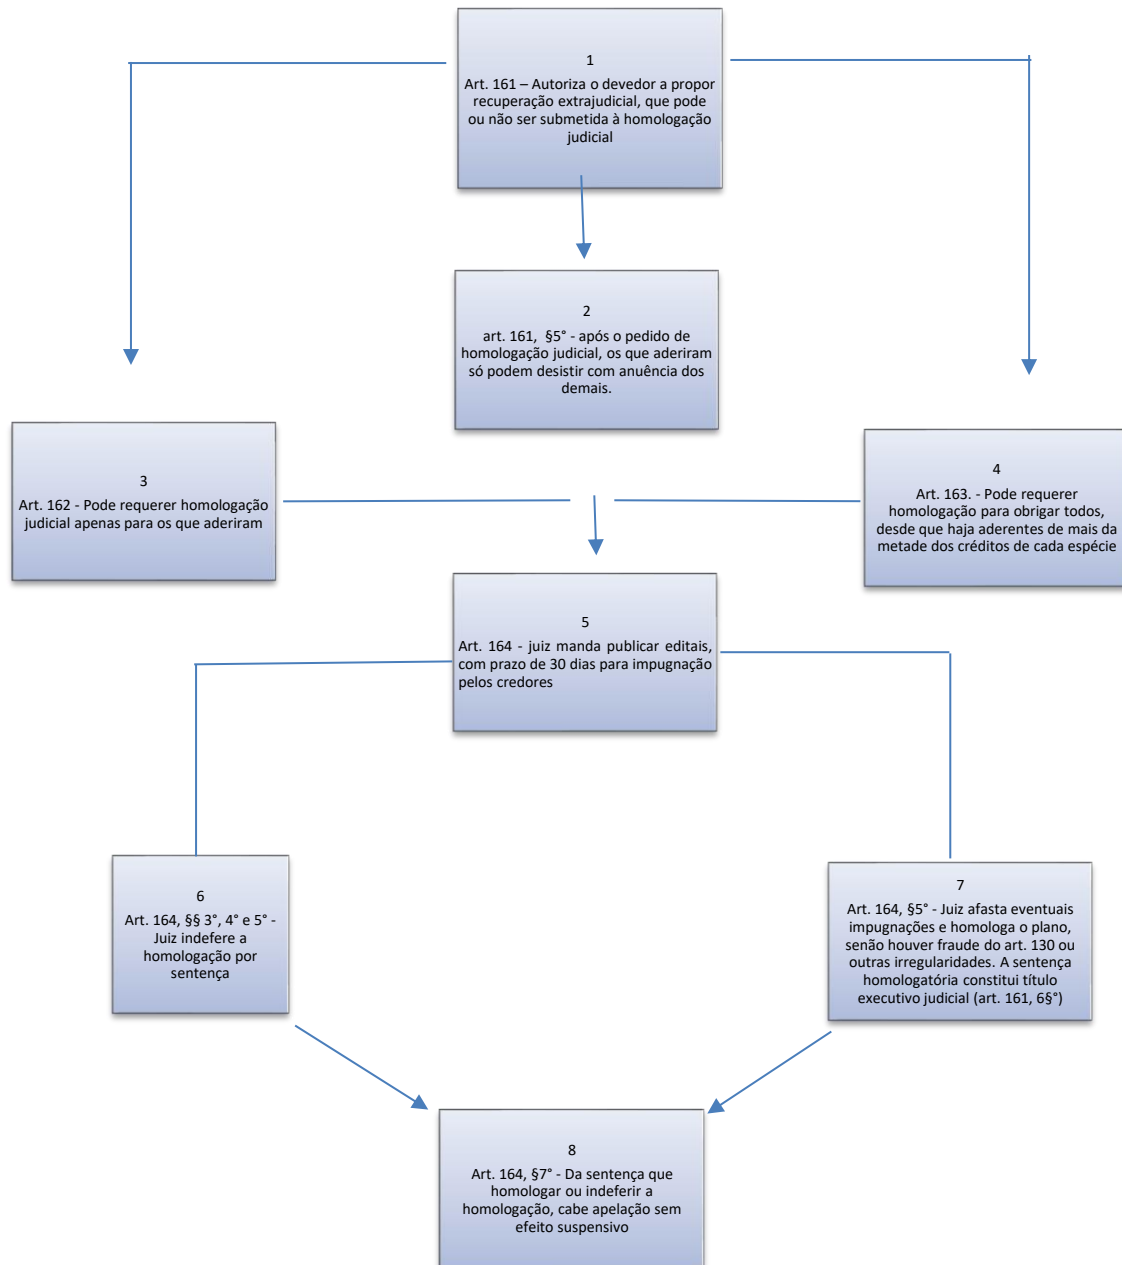 1
Art. 161 – Autoriza o devedor a propor
recuperação extrajudicial, que pode
ou não ser submetida à homologação
judicial
2
art. 161, §5° - após o pedido de
homologação judicial, os que aderiram
só podem desistir com anuência dos
demais.
3
Art. 162 - Pode requerer homologação
judicial apenas para os que aderiram
4
Art. 163. - Pode requerer
homologação para obrigar todos,
desde que haja aderentes de mais da
metade dos créditos de cada espécie
5
Art. 164 - juiz manda publicar editais,
com prazo de 30 dias para impugnação
pelos credores
6
Art. 164, §§ 3°, 4° e 5° -
Juiz indefere a
homologação por
sentença
7
Art. 164, §5° - Juiz afasta eventuais
impugnações e homologa o plano,
senão houver fraude do art. 130 ou
outras irregularidades. A sentença
homologatória constitui título
executivo judicial (art. 161, 6§°)
8
Art. 164, §7° - Da sentença que
homologar ou indeferir a
homologação, cabe apelação sem
efeito suspensivo